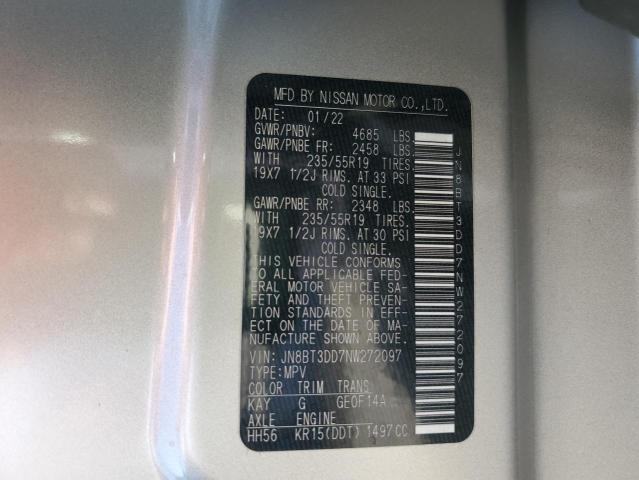 MFD BY NISSAN MOTOR CO.,LTD.
DATE: 01/22
GVWR/PNBV: 4685 LBS
GAWR/PNBE FR: 2458 LBS.
WITH 235/55R19 TIRES.
19X7 1/2J RIMS. AT 33 PSI
COLD SINGLE.
GAWR/PNBE RR: 2348 LBS.
WITH 235/55R19 TIRES.
19X7 1/2J RIMS. AT 30 PSI
COLD SINGLE.
THIS VEHICLE CONFORMS
TO ALL APPLICABLE FED-
ERAL MOTOR VEHICLE SA-
FETY AND THEFT PREVEN-
TION STANDARDS IN EFF-
ECT ON THE DATE OF MA-
NUFACTURE SHOWN ABOVE.
VIN: JN8BT3DD7NW272097
TYPE:MPV
COLOR TRIM TRANS
KAY G GE0F14A
AXLE ENGINE
HH56 KR15(DDT) 1497CC
JN8BT3DD7NW272097